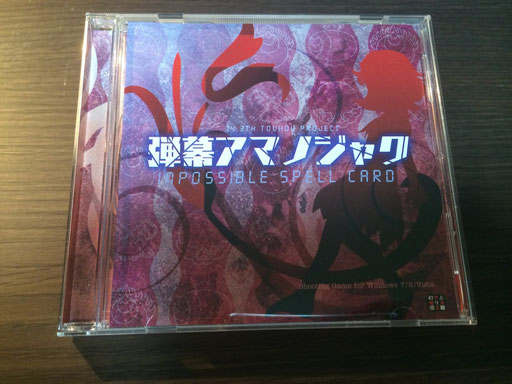 14.3TH TOUHOU PROJECT
弾幕アマノジャク
IMPOSSIBLE SPELL CARD
Shooting Game for Windows 7/8/Vista